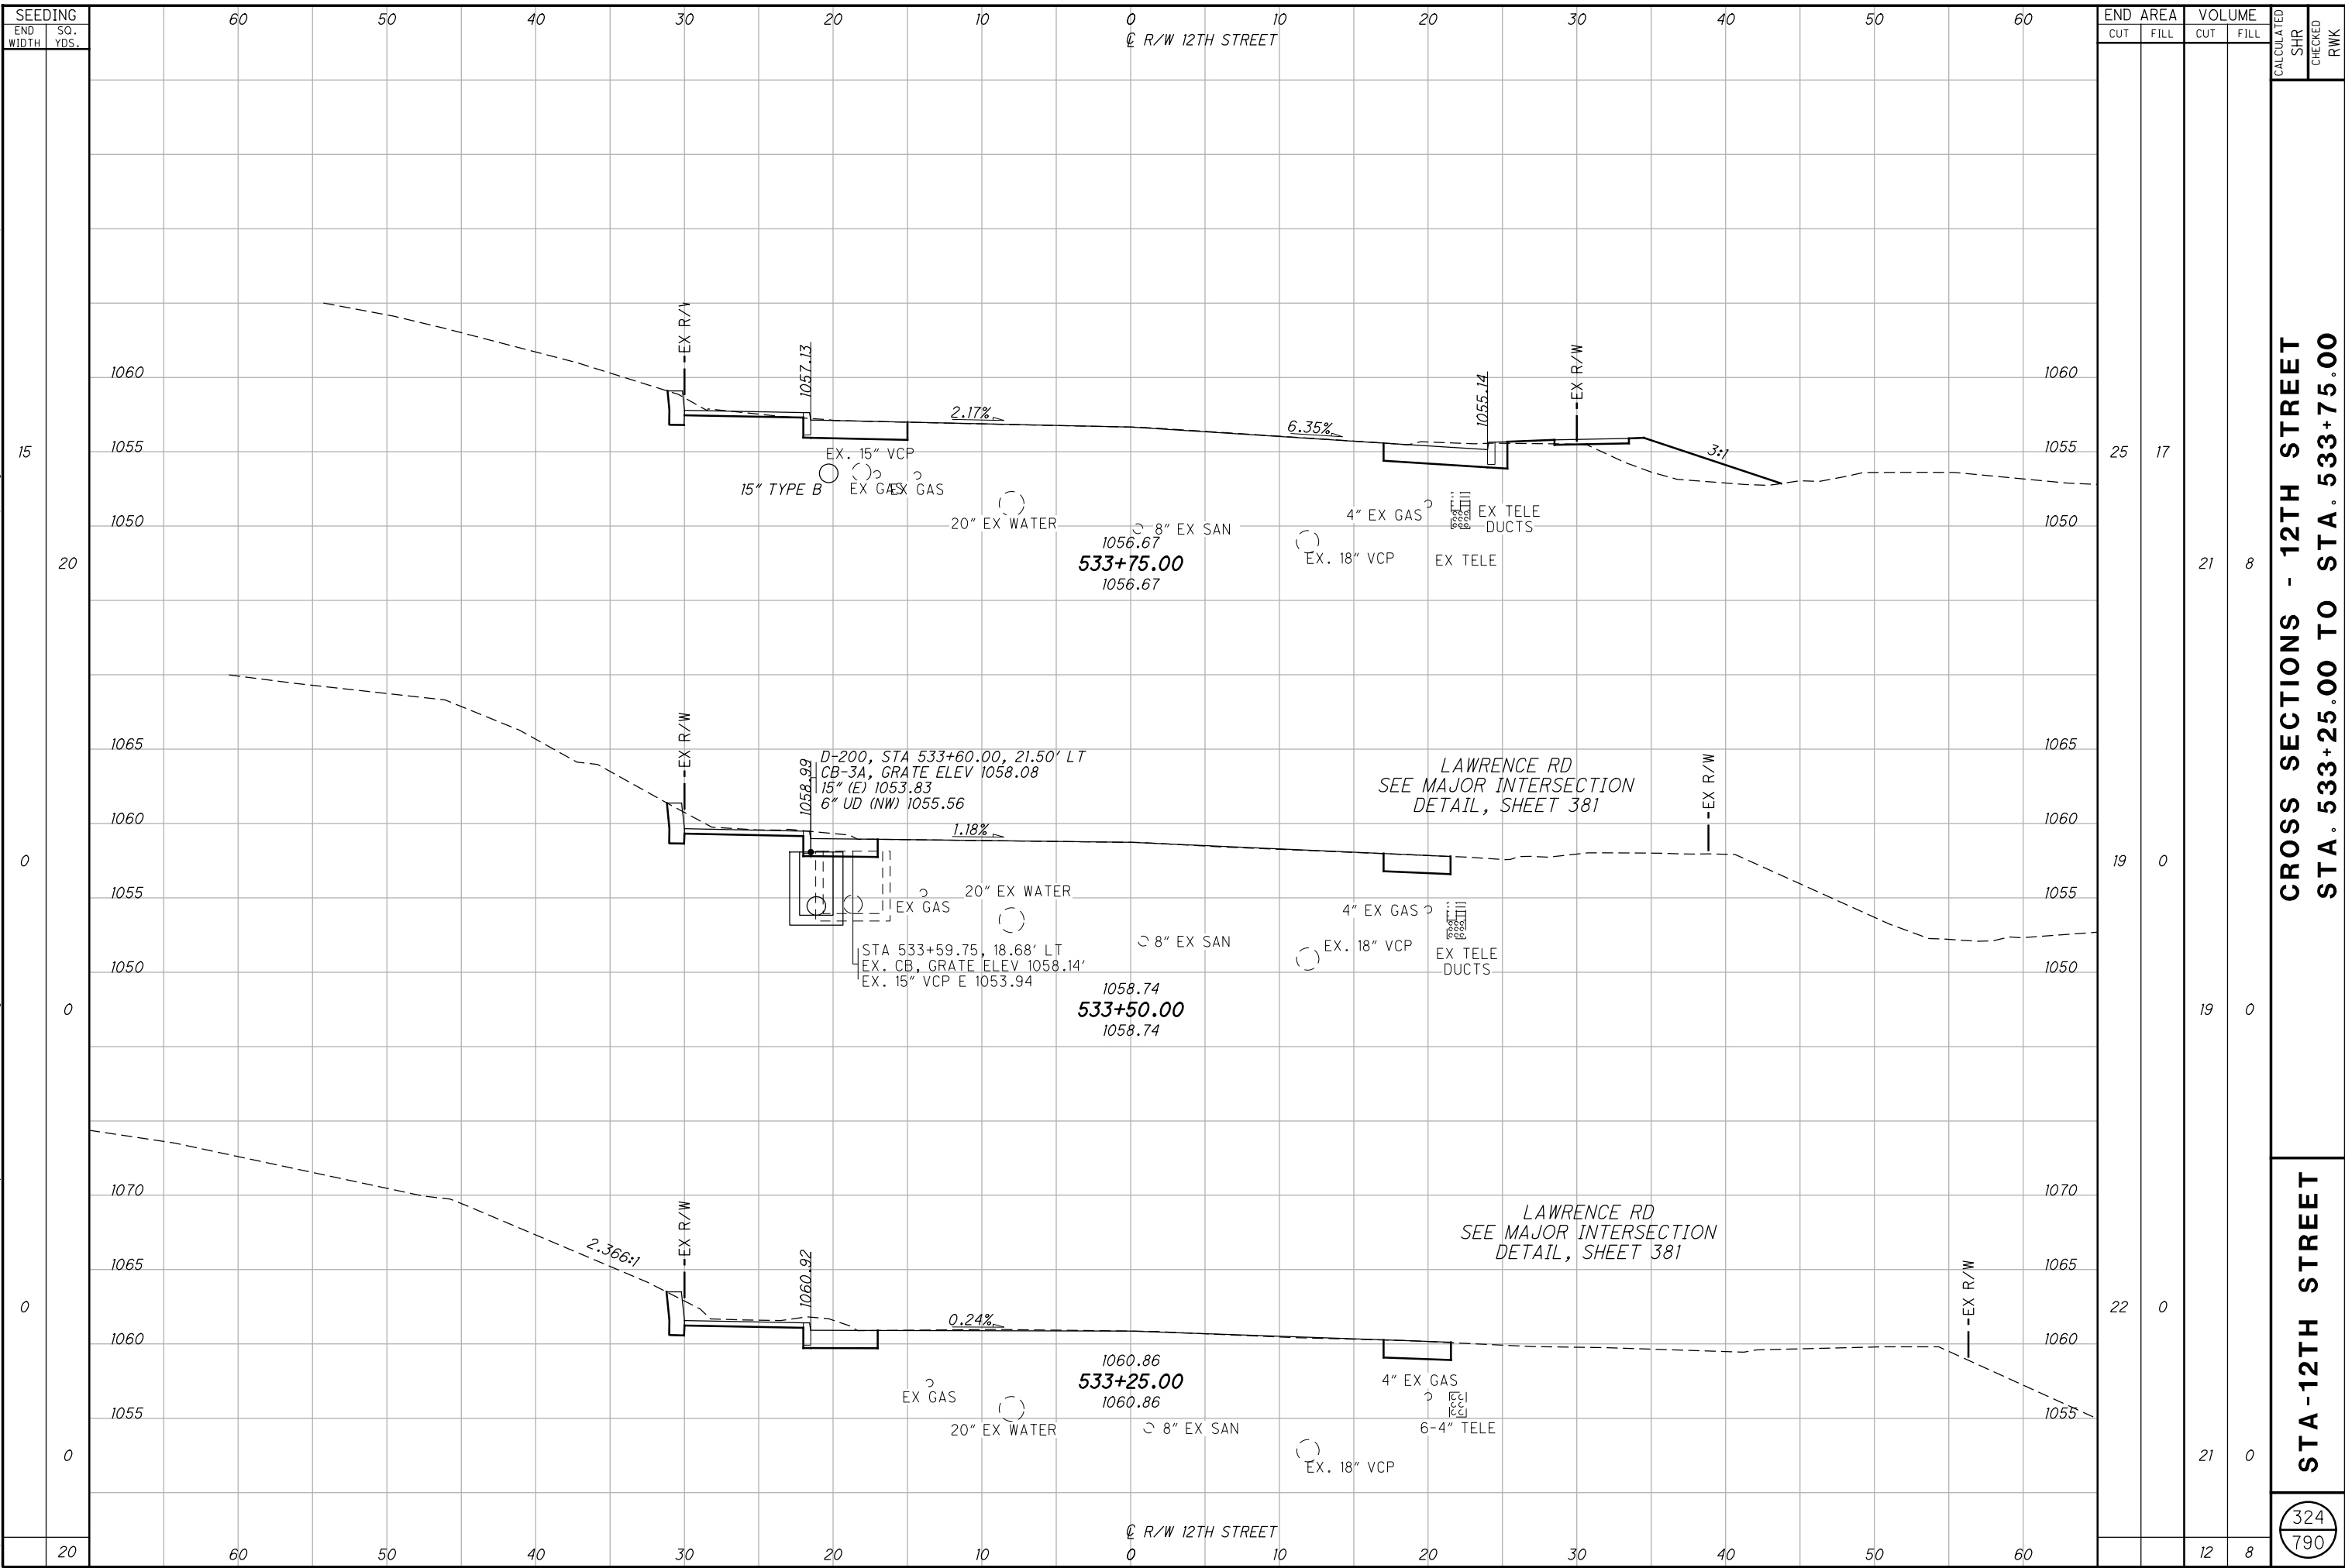 SEEDING
END WIDTH
SQ. YDS.
60 50 40 30 20 10 0 10 20 30 40 50 60
℄ R/W 12TH STREET
END AREA
VOLUME
CUT FILL CUT FILL
CALCULATED
SHR
CHECKED
RWK
EX R/W
1057.13
1055.14
EX R/W
1060
1060
2.17%
6.35%
3:1
1055
1055
15
25 17
EX. 15" VCP
15" TYPE B
EX GAS
EX GAS
4" EX GAS
EX TELE
DUCTS
1050
1050
20" EX WATER
8" EX SAN
EX. 18" VCP
EX TELE
1056.67
533+75.00
1056.67
20
21 8
EX R/W
1065
1065
1058.99
D-200, STA 533+60.00, 21.50' LT
CB-3A, GRATE ELEV 1058.08
15" (E) 1053.83
6" UD (NW) 1055.56
LAWRENCE RD
SEE MAJOR INTERSECTION
DETAIL, SHEET 381
EX R/W
1060
1060
1.18%
0
19 0
1055
1055
EX GAS
20" EX WATER
4" EX GAS
8" EX SAN
EX. 18" VCP
EX TELE
DUCTS
STA 533+59.75, 18.68' LT
EX. CB, GRATE ELEV 1058.14'
EX. 15" VCP E 1053.94
1050
1050
1058.74
533+50.00
1058.74
0
19 0
1070
1070
2.366:1
EX R/W
1060.92
LAWRENCE RD
SEE MAJOR INTERSECTION
DETAIL, SHEET 381
EX R/W
1065
1065
0
22 0
0.24%
1060
1060
1060.86
533+25.00
1060.86
EX GAS
4" EX GAS
1055
1055
20" EX WATER
8" EX SAN
6-4" TELE
EX. 18" VCP
0
21 0
℄ R/W 12TH STREET
20
60 50 40 30 20 10 0 10 20 30 40 50 60
12 8
CROSS SECTIONS - 12TH STREET
STA. 533+25.00 TO STA. 533+75.00
STA-12TH STREET
324
790